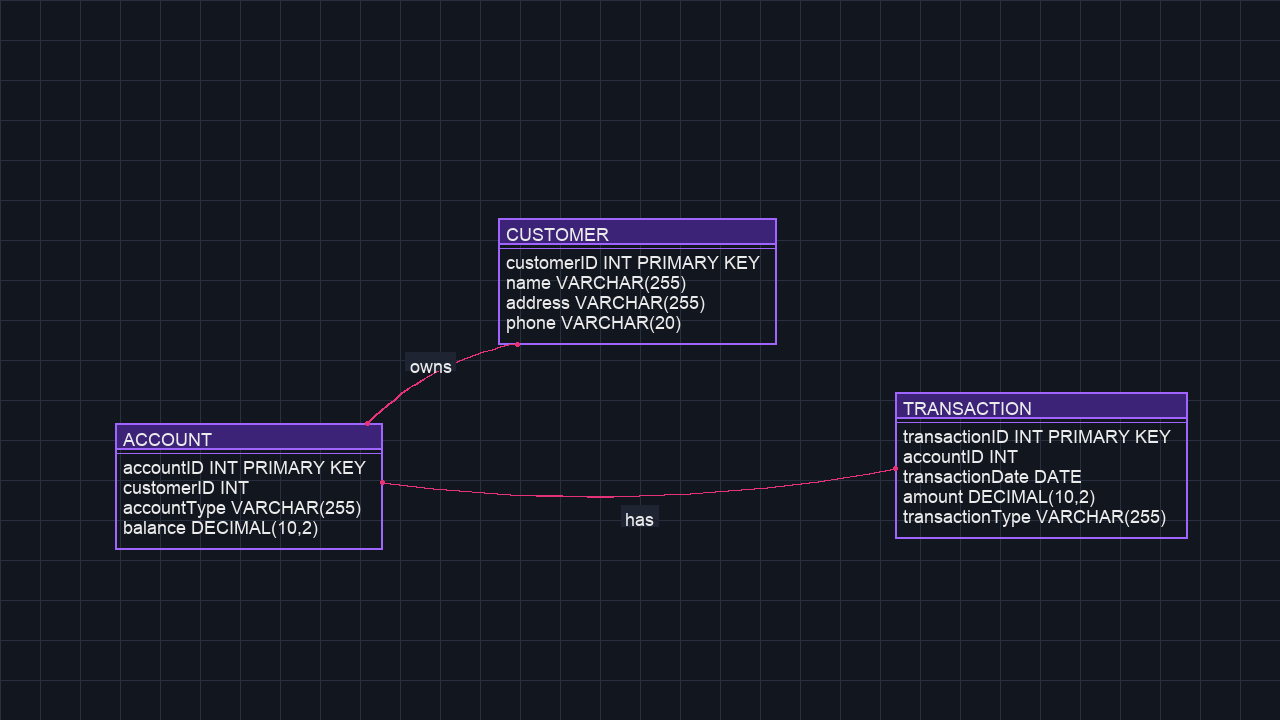 CUSTOMER
customerID INT PRIMARY KEY
name VARCHAR(255)
address VARCHAR(255)
phone VARCHAR(20)
owns
ACCOUNT
accountID INT PRIMARY KEY
customerID INT
accountType VARCHAR(255)
balance DECIMAL(10,2)
has
TRANSACTION
transactionID INT PRIMARY KEY
accountID INT
transactionDate DATE
amount DECIMAL(10,2)
transactionType VARCHAR(255)